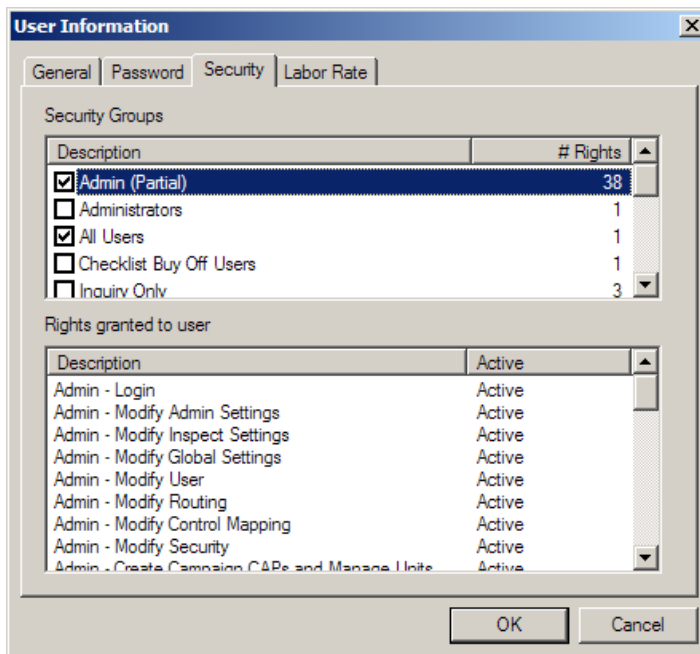 User Information
General Password Security Labor Rate
Security Groups
Description # Rights
Admin (Partial) 38
Administrators 1
All Users 1
Checklist Buy Off Users 1
Inquiry Only 3
Rights granted to user
Description Active
Admin - Login Active
Admin - Modify Admin Settings Active
Admin - Modify Inspect Settings Active
Admin - Modify Global Settings Active
Admin - Modify User Active
Admin - Modify Routing Active
Admin - Modify Control Mapping Active
Admin - Modify Security Active
Admin - Create Campaign CAPs and Manage Units Active
OK Cancel